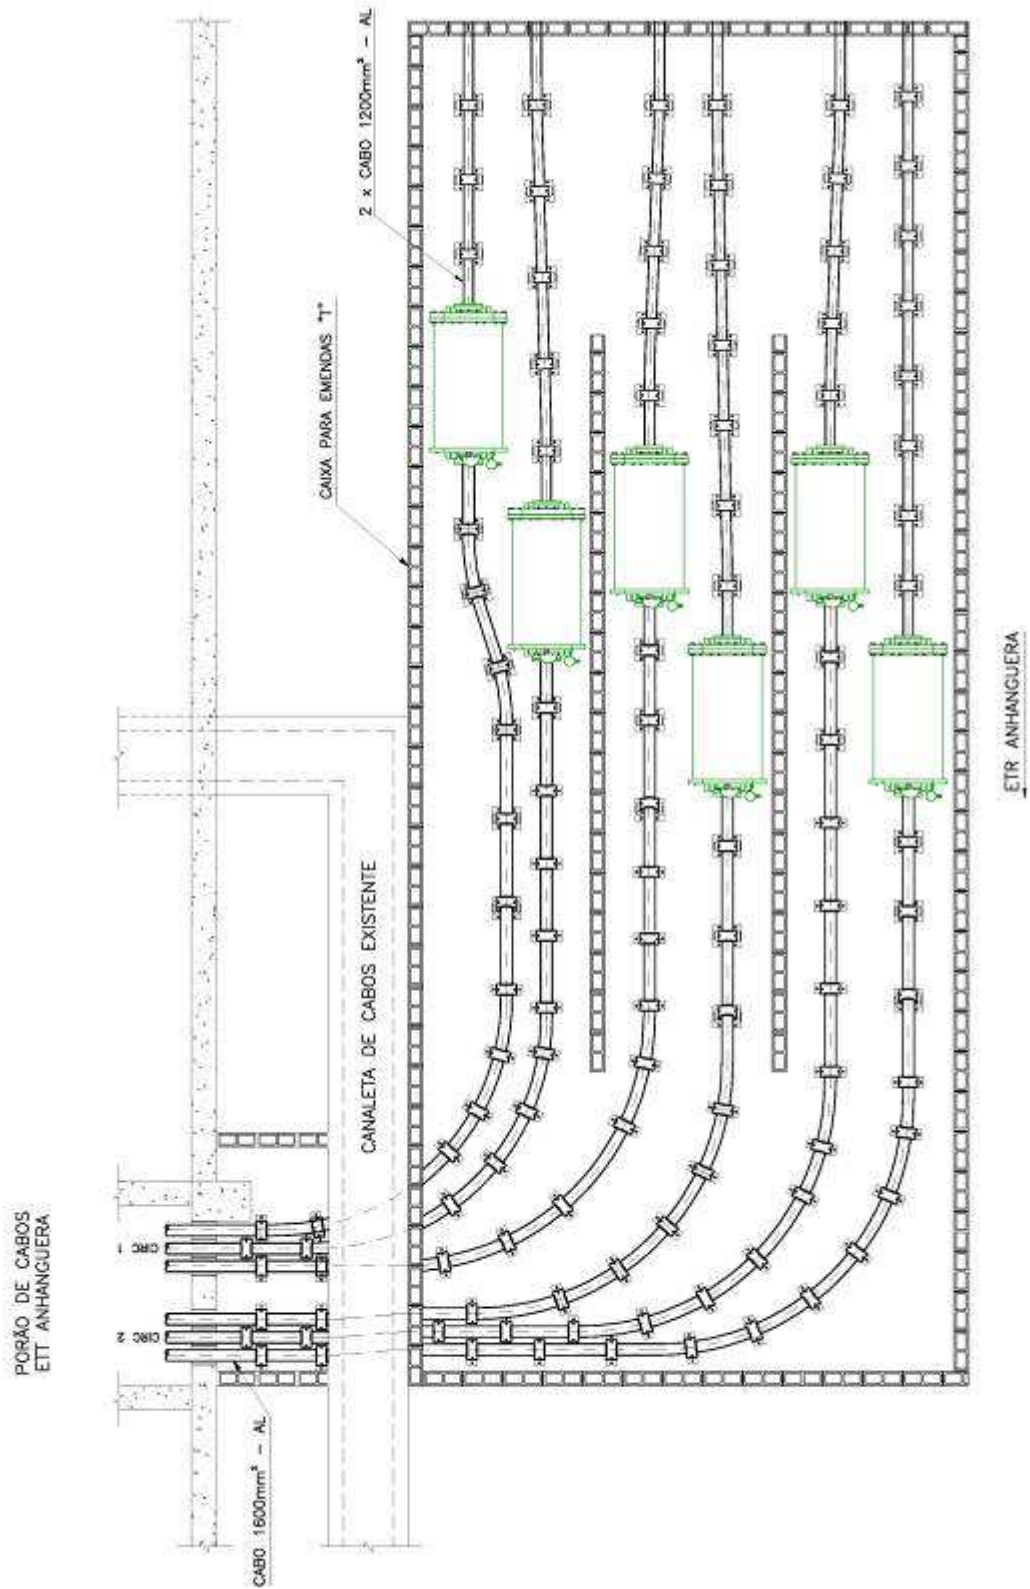 2 x CABO 1200mm² - AL
CAIXA PARA EMENDAS "T"
CANALETA DE CABOS EXISTENTE
ETR ANHANGUERA
PORÃO DE CABOS
ETT ANHANGUERA
CIRC 1
CIRC 2
CABO 1600mm² - AL